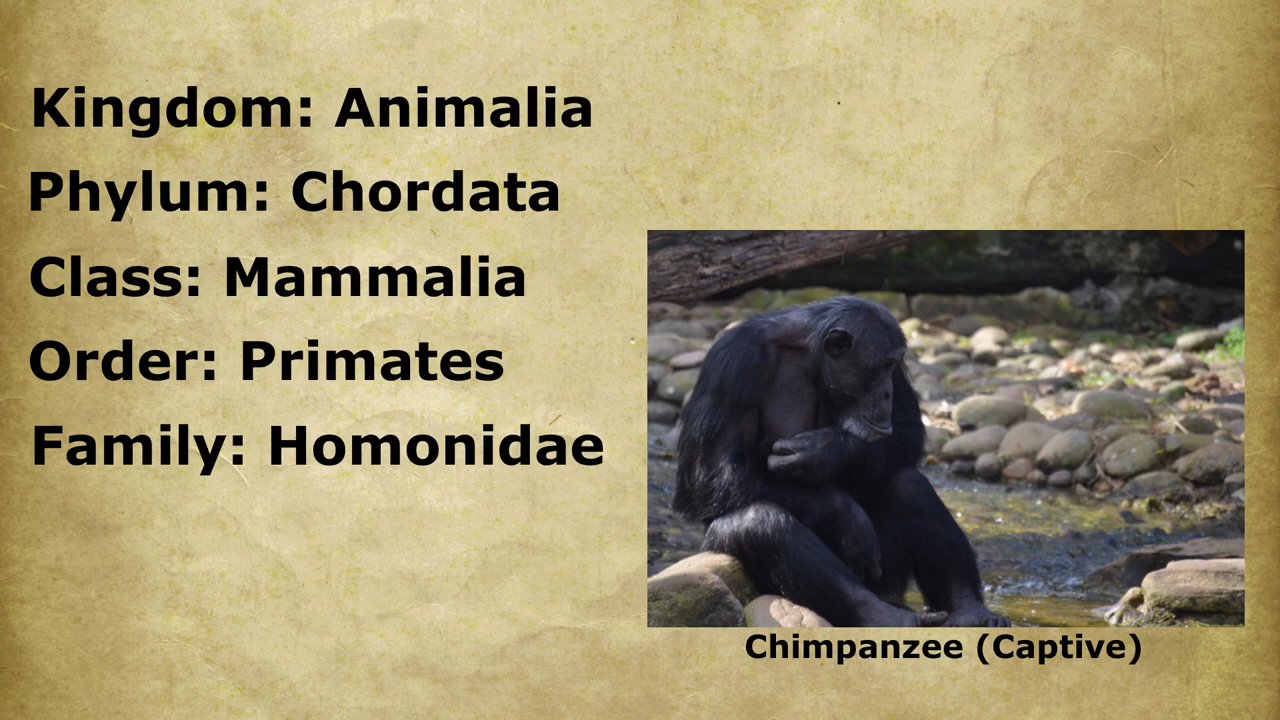 Kingdom: Animalia
Phylum: Chordata
Class: Mammalia
Order: Primates
Family: Homonidae
Chimpanzee (Captive)